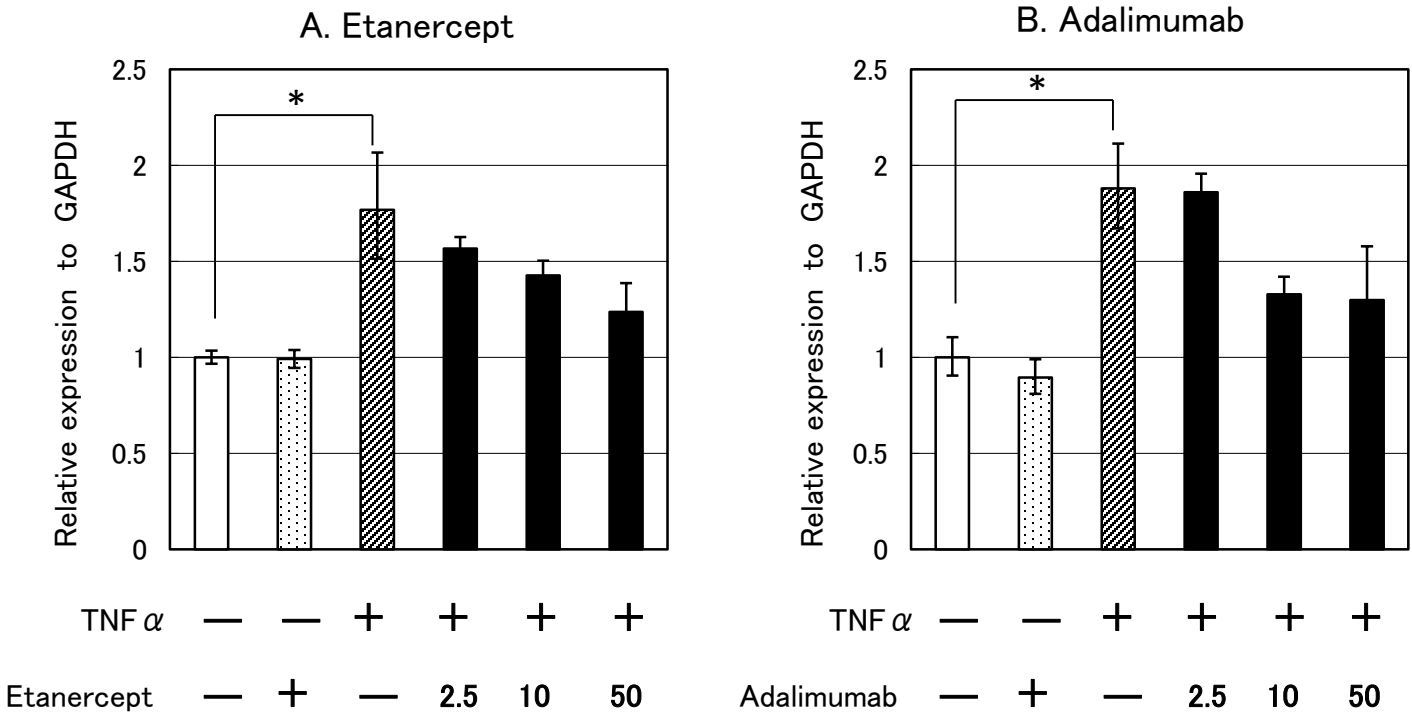 A. Etanercept
2.5
2
1.5
1
0.5
0
Relative expression to GAPDH
*
TNF α — — + + + +
Etanercept — + — 2.5 10 50
B. Adalimumab
2.5
2
1.5
1
0.5
0
Relative expression to GAPDH
*
TNF α — — + + + +
Adalimumab — + — 2.5 10 50